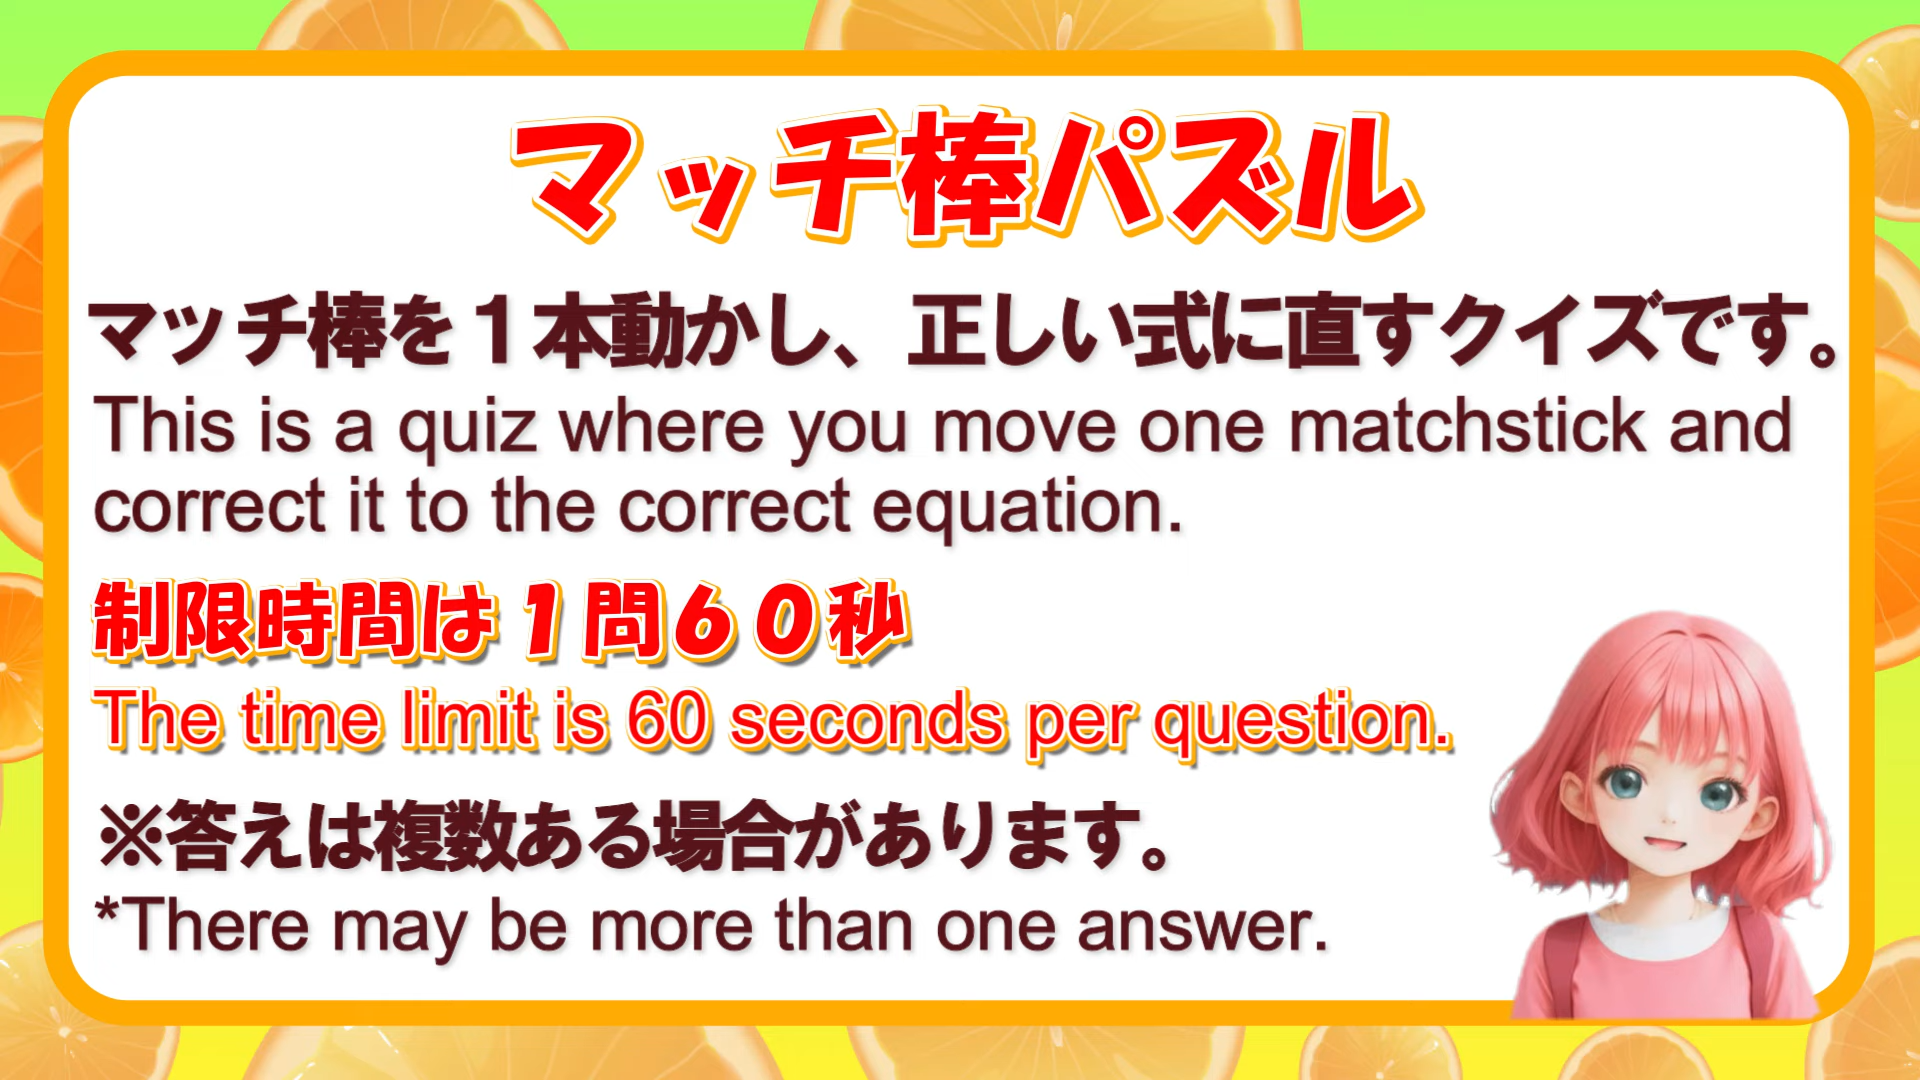 マッチ棒パズル
マッチ棒を１本動かし、正しい式に直すクイズです。
This is a quiz where you move one matchstick and
correct it to the correct equation.
制限時間は１問６０秒
The time limit is 60 seconds per question.
※答えは複数ある場合があります。
*There may be more than one answer.